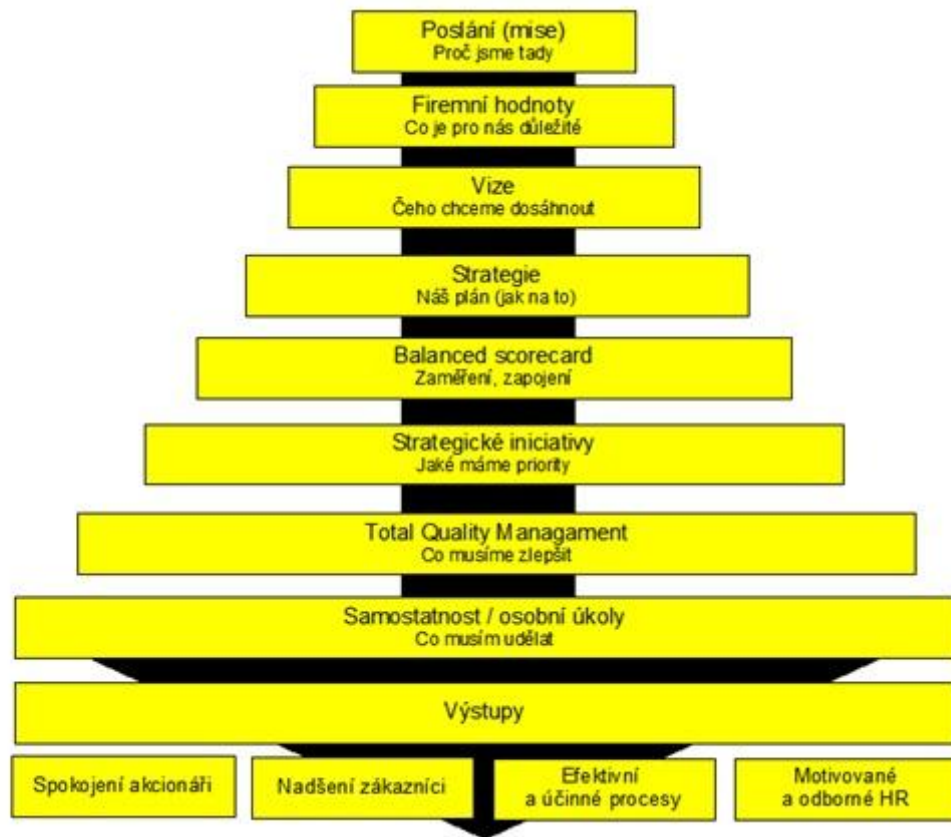 Poslání (mise)
Proč jsme tady
Firemní hodnoty
Co je pro nás důležité
Vize
Čeho chceme dosáhnout
Strategie
Náš plán (jak na to)
Balanced scorecard
Zaměření, zapojení
Strategické iniciativy
Jaké máme priority
Total Quality Managament
Co musíme zlepšit
Samostatnost / osobní úkoly
Co musím udělat
Výstupy
Spokojení akcionáři
Nadšení zákazníci
Efektivní
a účinné procesy
Motivované
a odborné HR